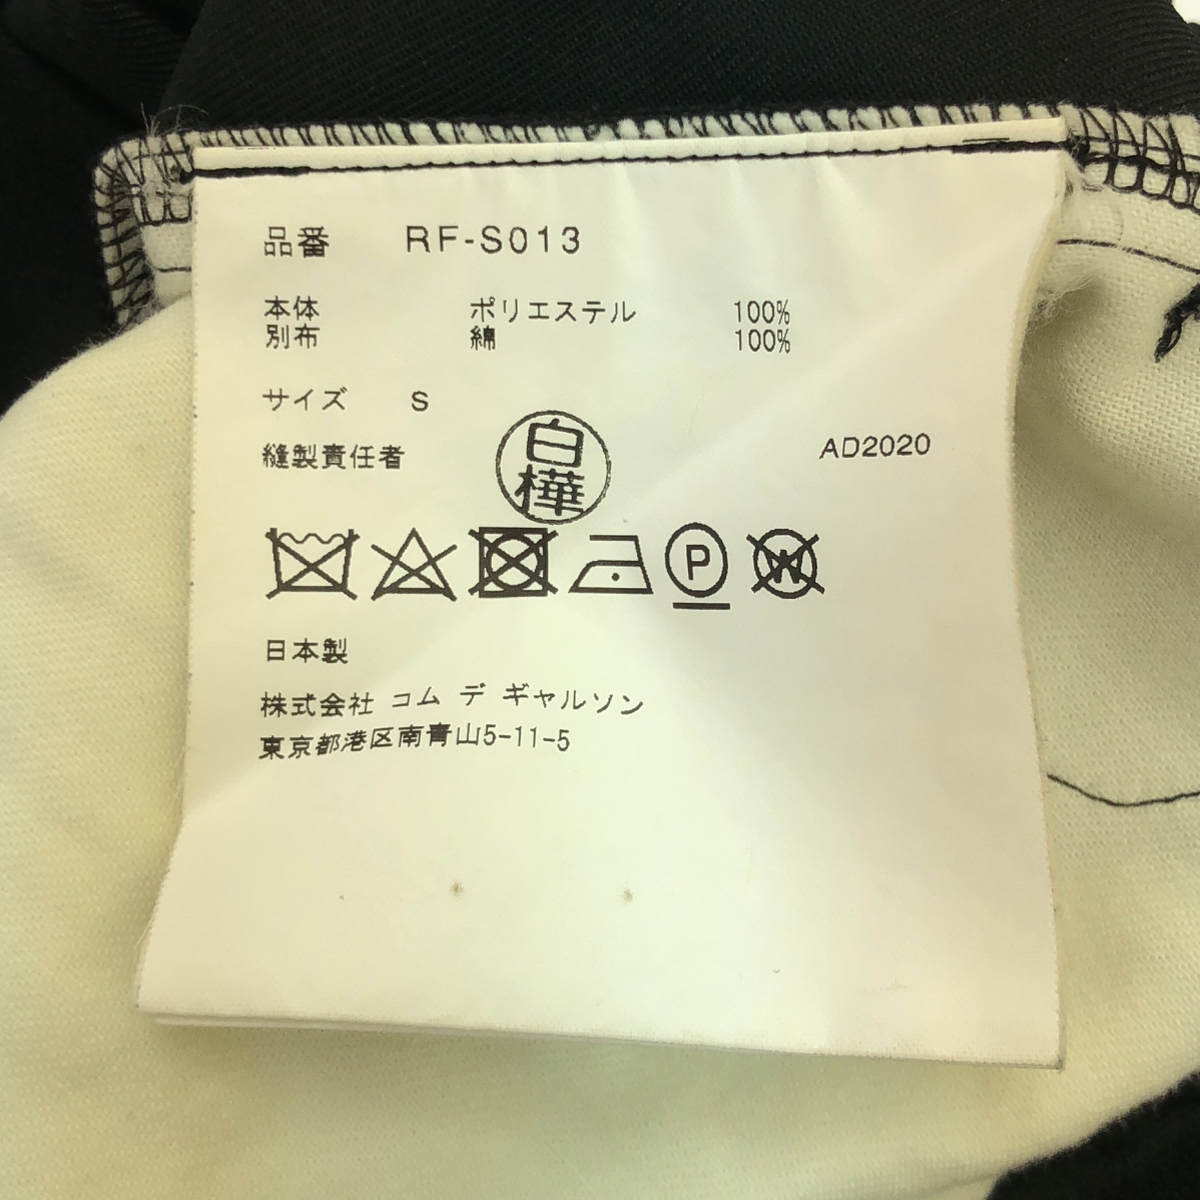 品番 RF-S013
本体 ポリエステル 100%
別布 綿 100%
サイズ S
縫製責任者 白樺 AD2020
P W
日本製
株式会社 コム デ ギャルソン
東京都港区南青山5-11-5